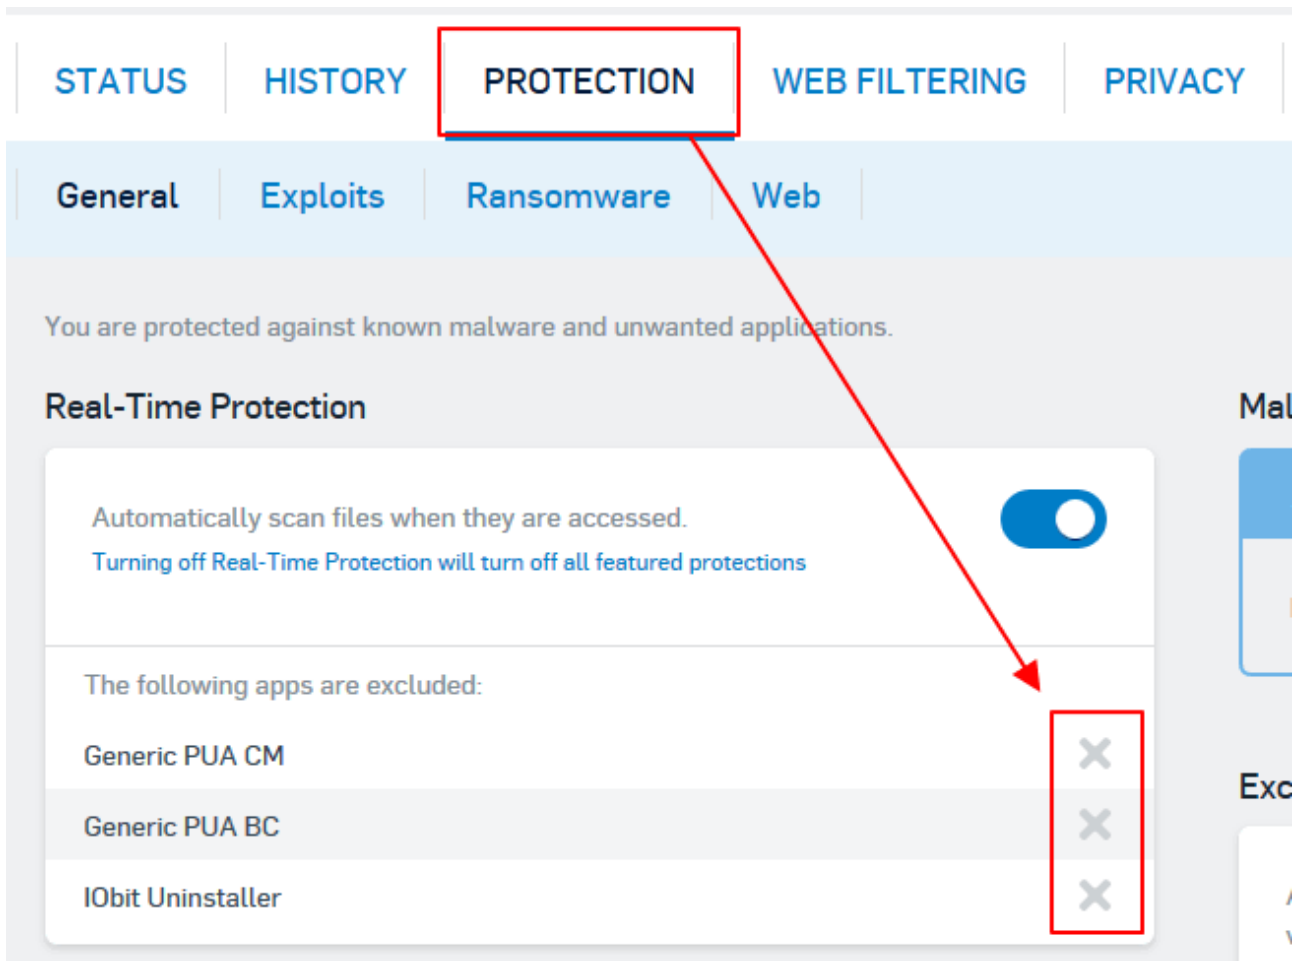 STATUS HISTORY PROTECTION WEB FILTERING PRIVACY
General Exploits Ransomware Web
You are protected against known malware and unwanted applications.
Real-Time Protection
Automatically scan files when they are accessed.
Turning off Real-Time Protection will turn off all featured protections
The following apps are excluded:
Generic PUA CM
Generic PUA BC
IObit Uninstaller
Mal
Exc